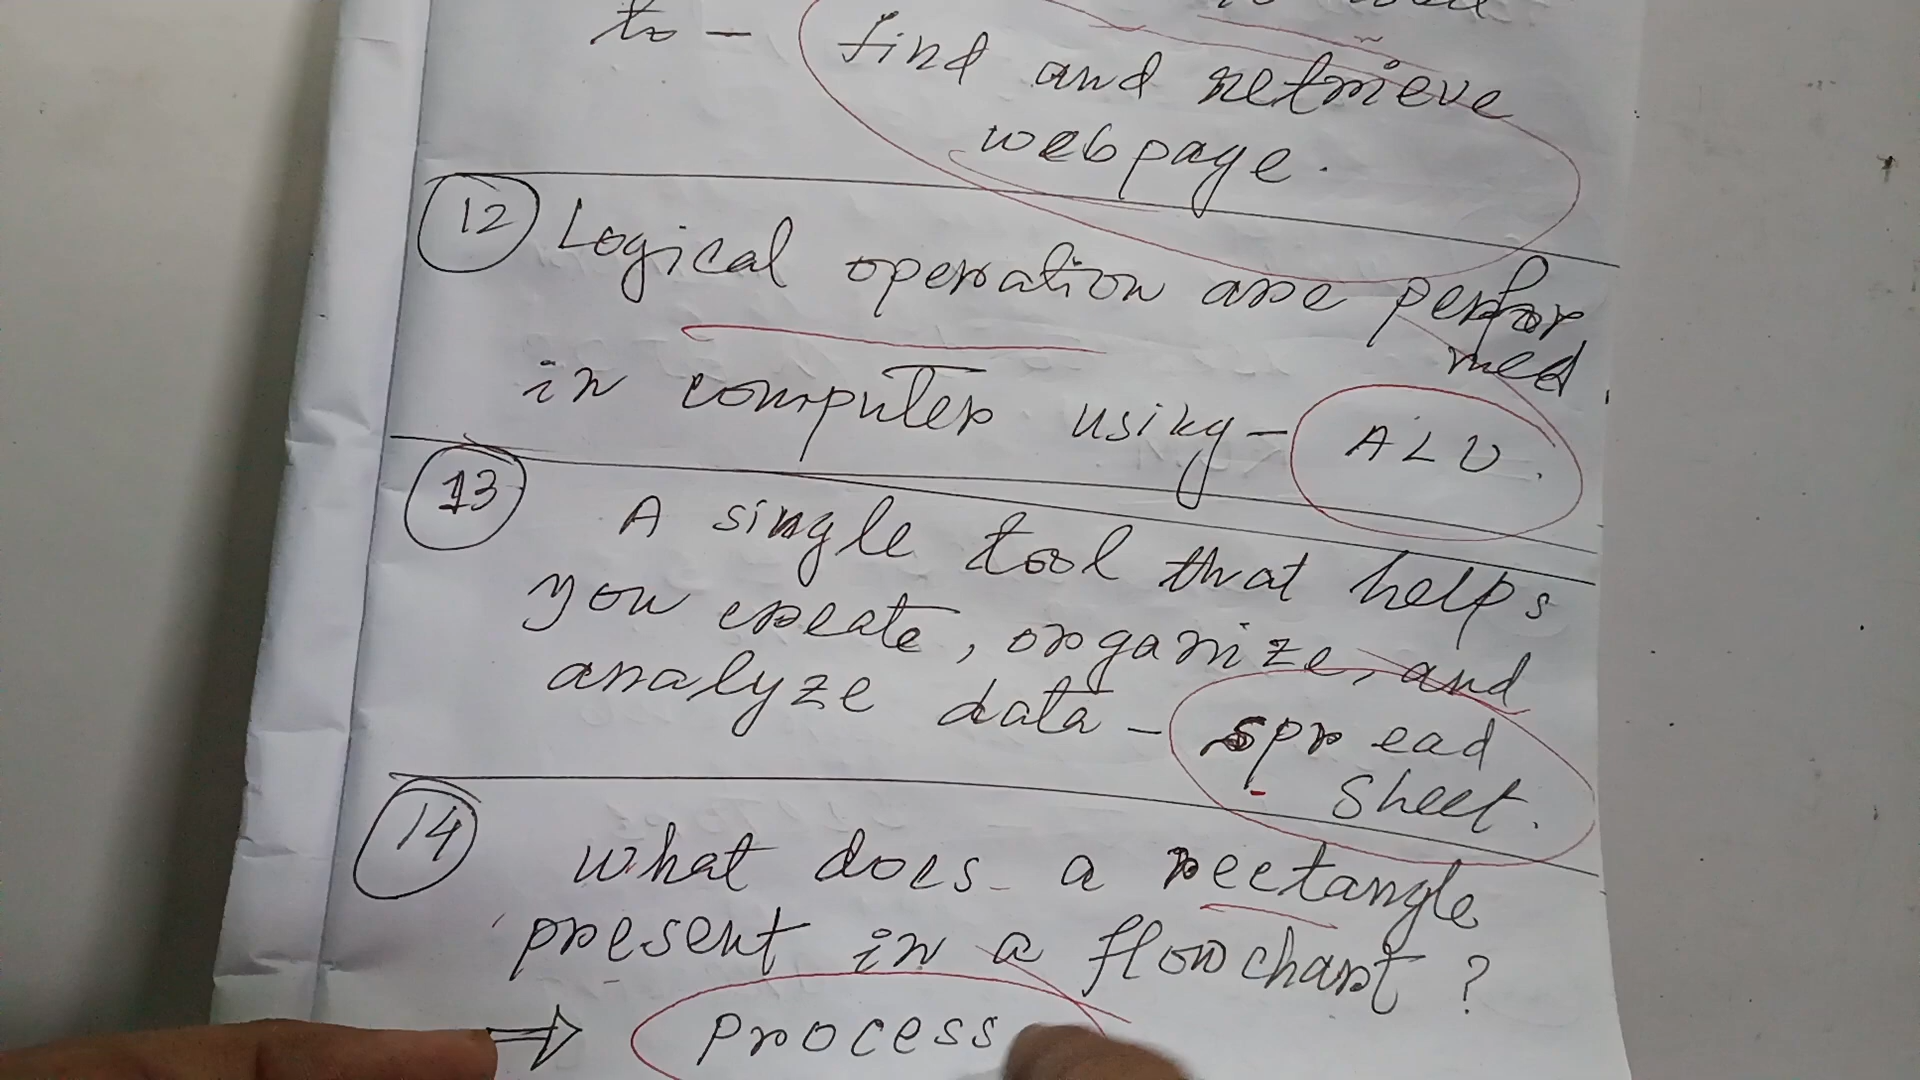 to - find and retrieve
webpage.
12 Logical operation are perfor
med
in computer using - ALU.
13 A single tool that helps
you create, organize, and
analyze data - spread
sheet.
14 What does a rectangle
present in a flowchart ?
⇒ process